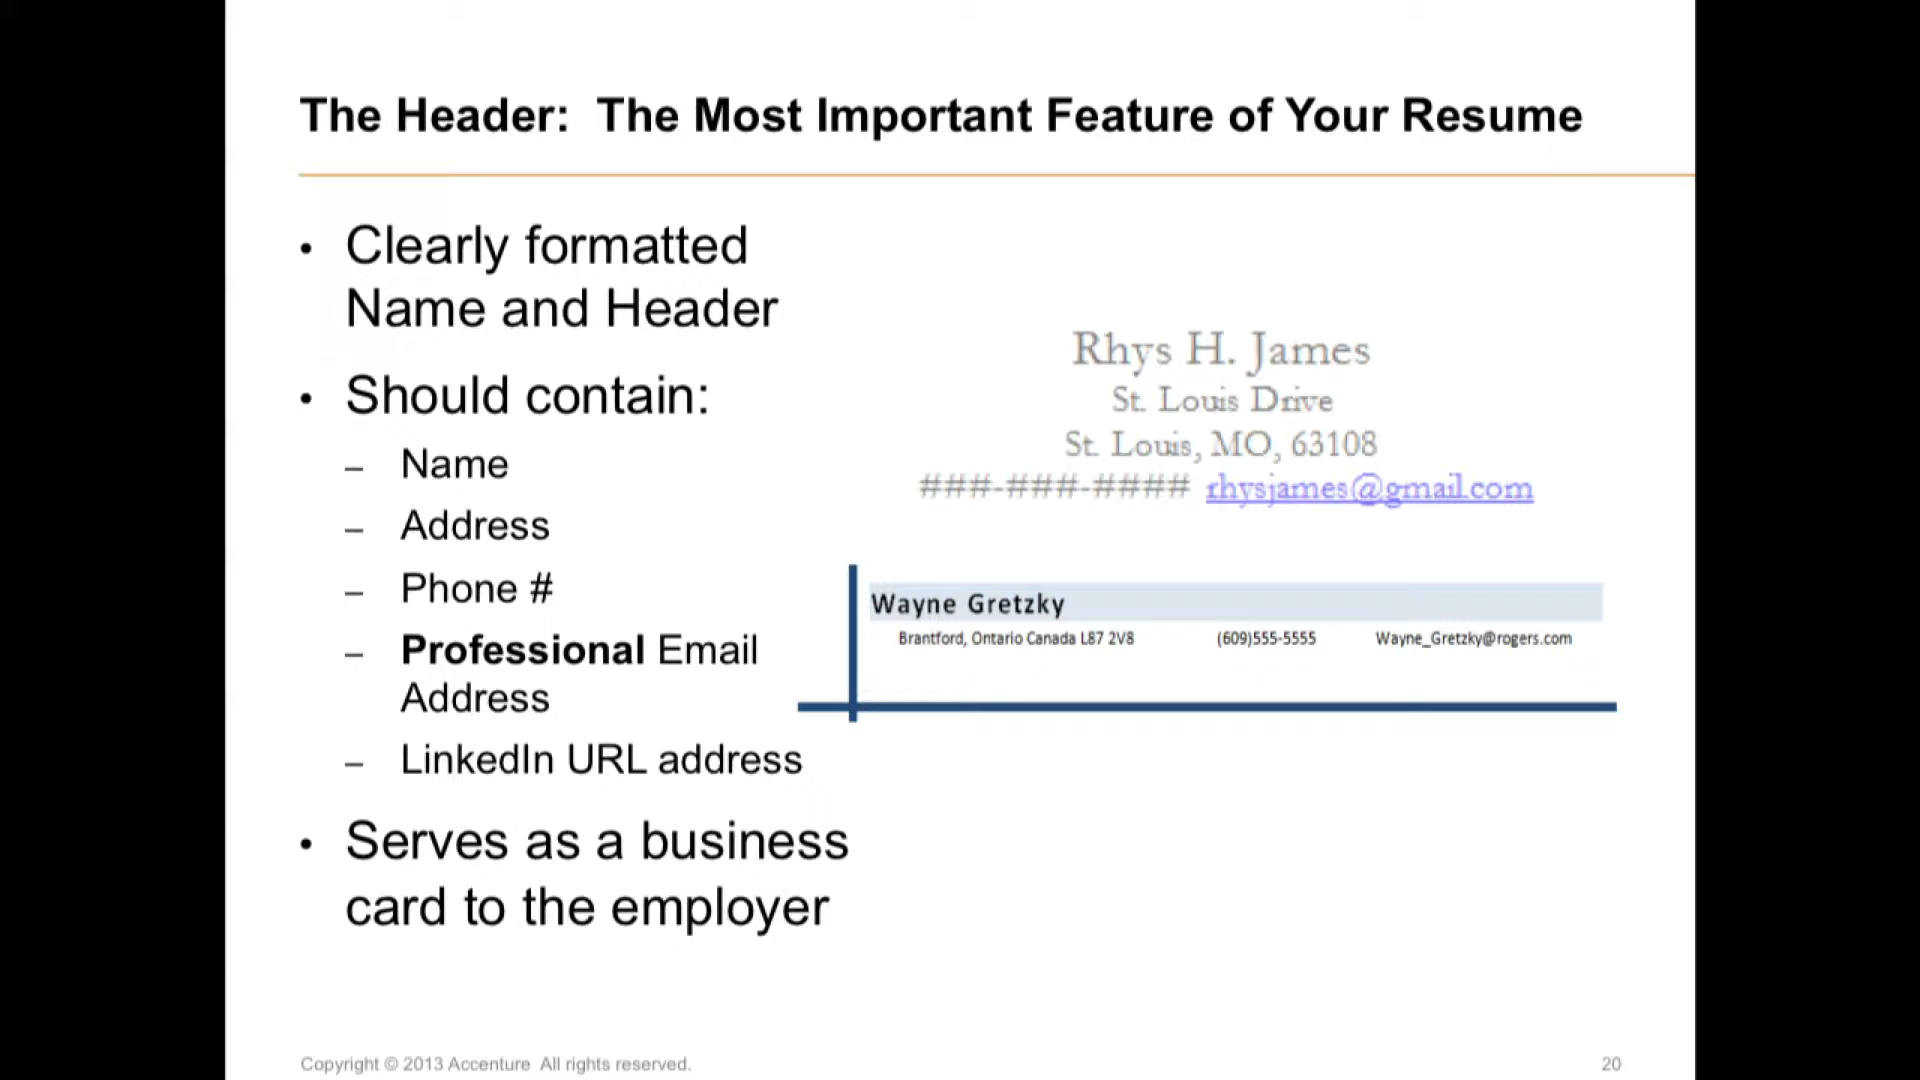 The Header:  The Most Important Feature of Your Resume
• Clearly formatted
Name and Header
• Should contain:
– Name
– Address
– Phone #
– Professional Email
Address
– LinkedIn URL address
• Serves as a business
card to the employer
Rhys H. James
St. Louis Drive
St. Louis, MO, 63108
###-###-#### rhysjames@gmail.com
Wayne Gretzky
Brantford, Ontario Canada L87 2V8 (609)555-5555 Wayne_Gretzky@rogers.com
Copyright © 2013 Accenture  All rights reserved. 20